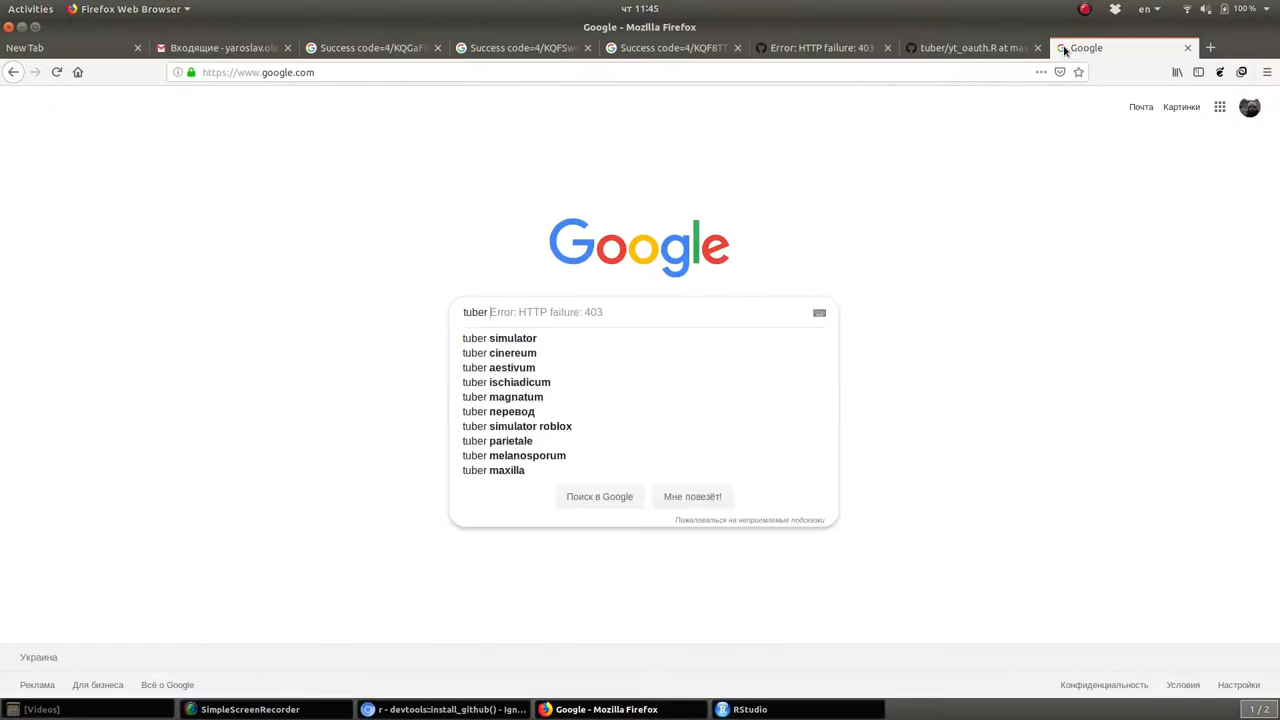 Activities
Firefox Web Browser
чт 11:45
en
100%
Google - Mozilla Firefox
New Tab
Входящие - yaroslav.ole
Success code=4/KQGaF
Success code=4/KQFSw
Success code=4/KQF8TT
Error: HTTP failure: 403
tuber/yt_oauth.R at mas
Google
https://www.google.com
Почта
Картинки
Google
tuber Error: HTTP failure: 403
tuber simulator
tuber cinereum
tuber aestivum
tuber ischiadicum
tuber magnatum
tuber перевод
tuber simulator roblox
tuber parietale
tuber melanosporum
tuber maxilla
Поиск в Google
Мне повезёт!
Пожаловаться на неприемлемые подсказки
Украина
Реклама
Для бизнеса
Всё о Google
Конфиденциальность
Условия
Настройки
[Videos]
SimpleScreenRecorder
r - devtools::install_github() - Ign...
Google - Mozilla Firefox
RStudio
1 / 2